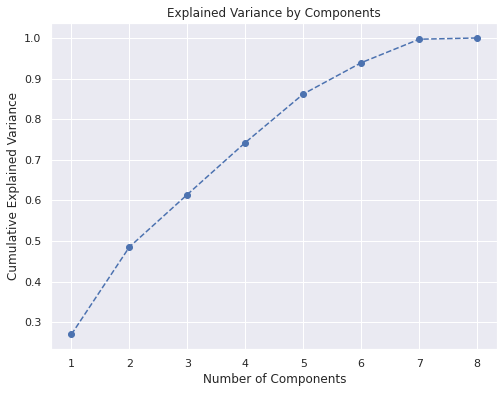 Explained Variance by Components
Cumulative Explained Variance
1.0
0.9
0.8
0.7
0.6
0.5
0.4
0.3
1 2 3 4 5 6 7 8
Number of Components